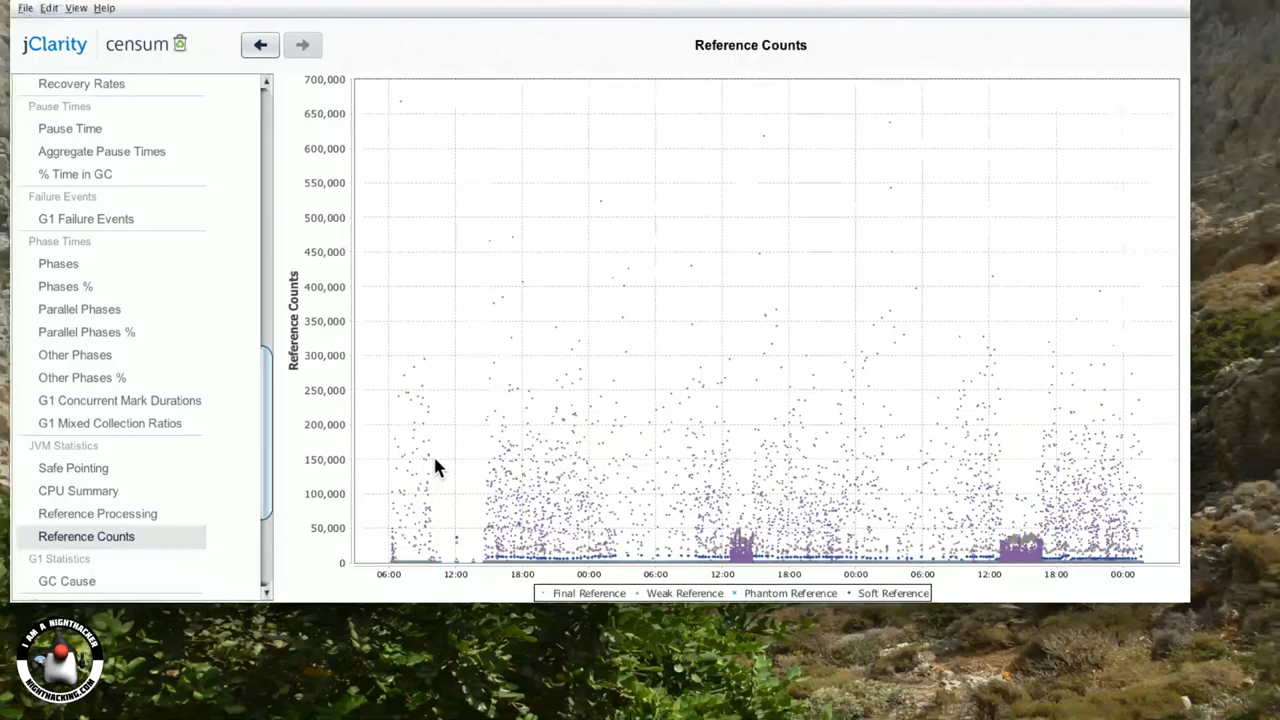 File Edit View Help
jClarity censum
Reference Counts
Recovery Rates
Pause Times
Pause Time
Aggregate Pause Times
% Time in GC
Failure Events
G1 Failure Events
Phase Times
Phases
Phases %
Parallel Phases
Parallel Phases %
Other Phases
Other Phases %
G1 Concurrent Mark Durations
G1 Mixed Collection Ratios
JVM Statistics
Safe Pointing
CPU Summary
Reference Processing
Reference Counts
G1 Statistics
GC Cause
Reference Counts
700,000
650,000
600,000
550,000
500,000
450,000
400,000
350,000
300,000
250,000
200,000
150,000
100,000
50,000
0
06:00 12:00 18:00 00:00 06:00 12:00 18:00 00:00 06:00 12:00 18:00 00:00
Final Reference Weak Reference Phantom Reference Soft Reference
I AM A NIGHTHACKER
NIGHTHACKING.COM